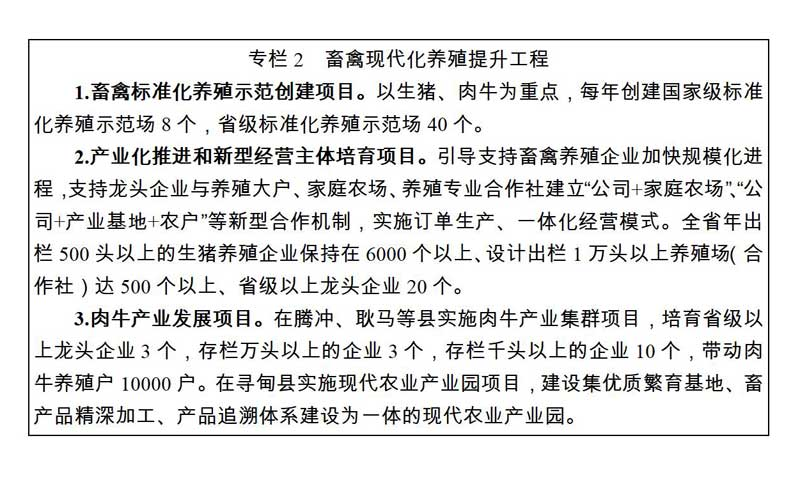 专栏 2　畜禽现代化养殖提升工程
1.畜禽标准化养殖示范创建项目。以生猪、肉牛为重点，每年创建国家级标准
化养殖示范场 8 个，省级标准化养殖示范场 40 个。
2.产业化推进和新型经营主体培育项目。引导支持畜禽养殖企业加快规模化进
程，支持龙头企业与养殖大户、家庭农场、养殖专业合作社建立“公司+家庭农场”、“公
司+产业基地+农户”等新型合作机制，实施订单生产、一体化经营模式。全省年出
栏 500 头以上的生猪养殖企业保持在 6000 个以上、设计出栏 1 万头以上养殖场（合
作社）达 500 个以上、省级以上龙头企业 20 个。
3.肉牛产业发展项目。在腾冲、耿马等县实施肉牛产业集群项目，培育省级以
上龙头企业 3 个，存栏万头以上的企业 3 个，存栏千头以上的企业 10 个，带动肉
牛养殖户 10000 户。在寻甸县实施现代农业产业园项目，建设集优质繁育基地、畜
产品精深加工、产品追溯体系建设为一体的现代农业产业园。